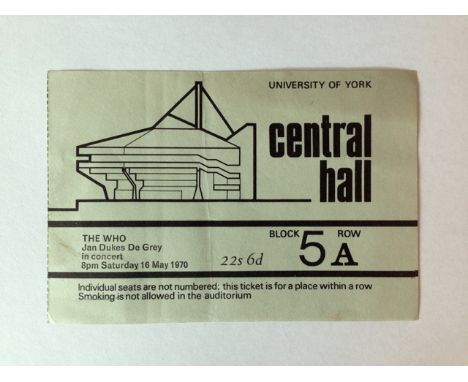 UNIVERSITY OF YORK
central
hall
THE WHO
Jan Dukes De Grey
in concert
8pm Saturday 16 May 1970
22s 6d
BLOCK 5 ROW A
Individual seats are not numbered; this ticket is for a place within a row
Smoking is not allowed in the auditorium